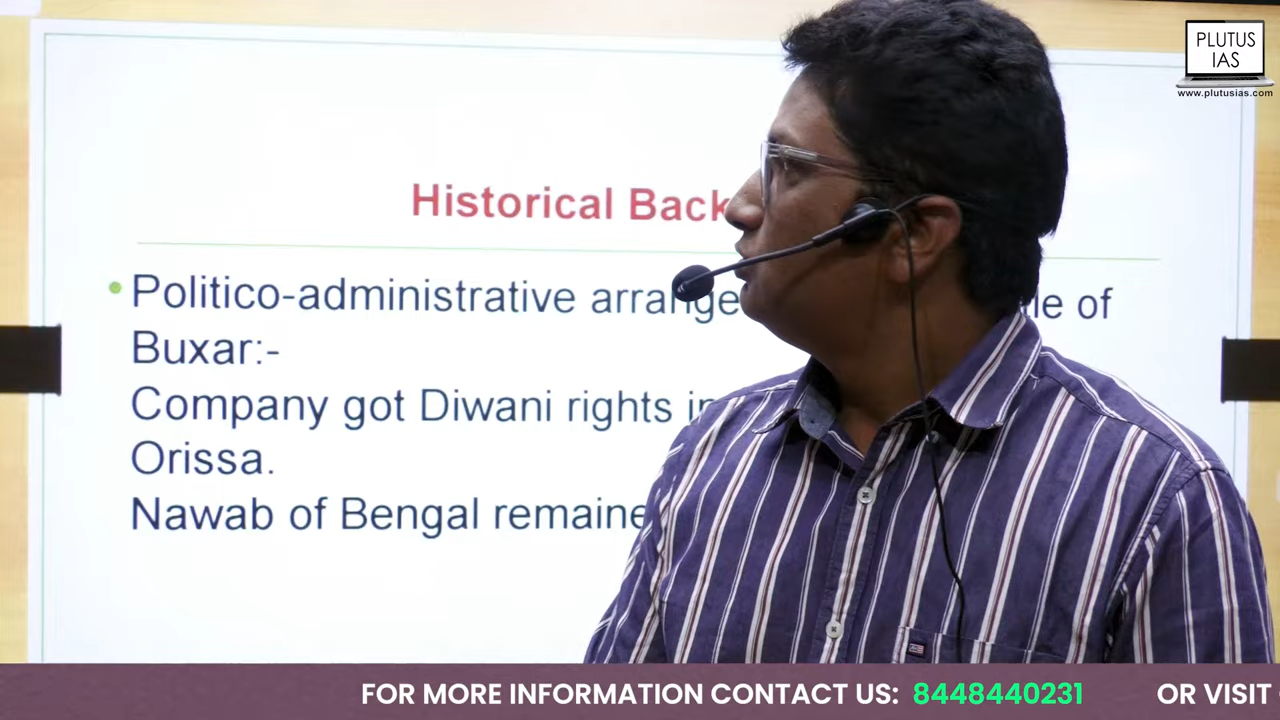 PLUTUS
IAS
www.plutusias.com
Historical Back
Politico-administrative arrange le of
Buxar:-
Company got Diwani rights in
Orissa.
Nawab of Bengal remaine
FOR MORE INFORMATION CONTACT US: 8448440231 OR VISIT